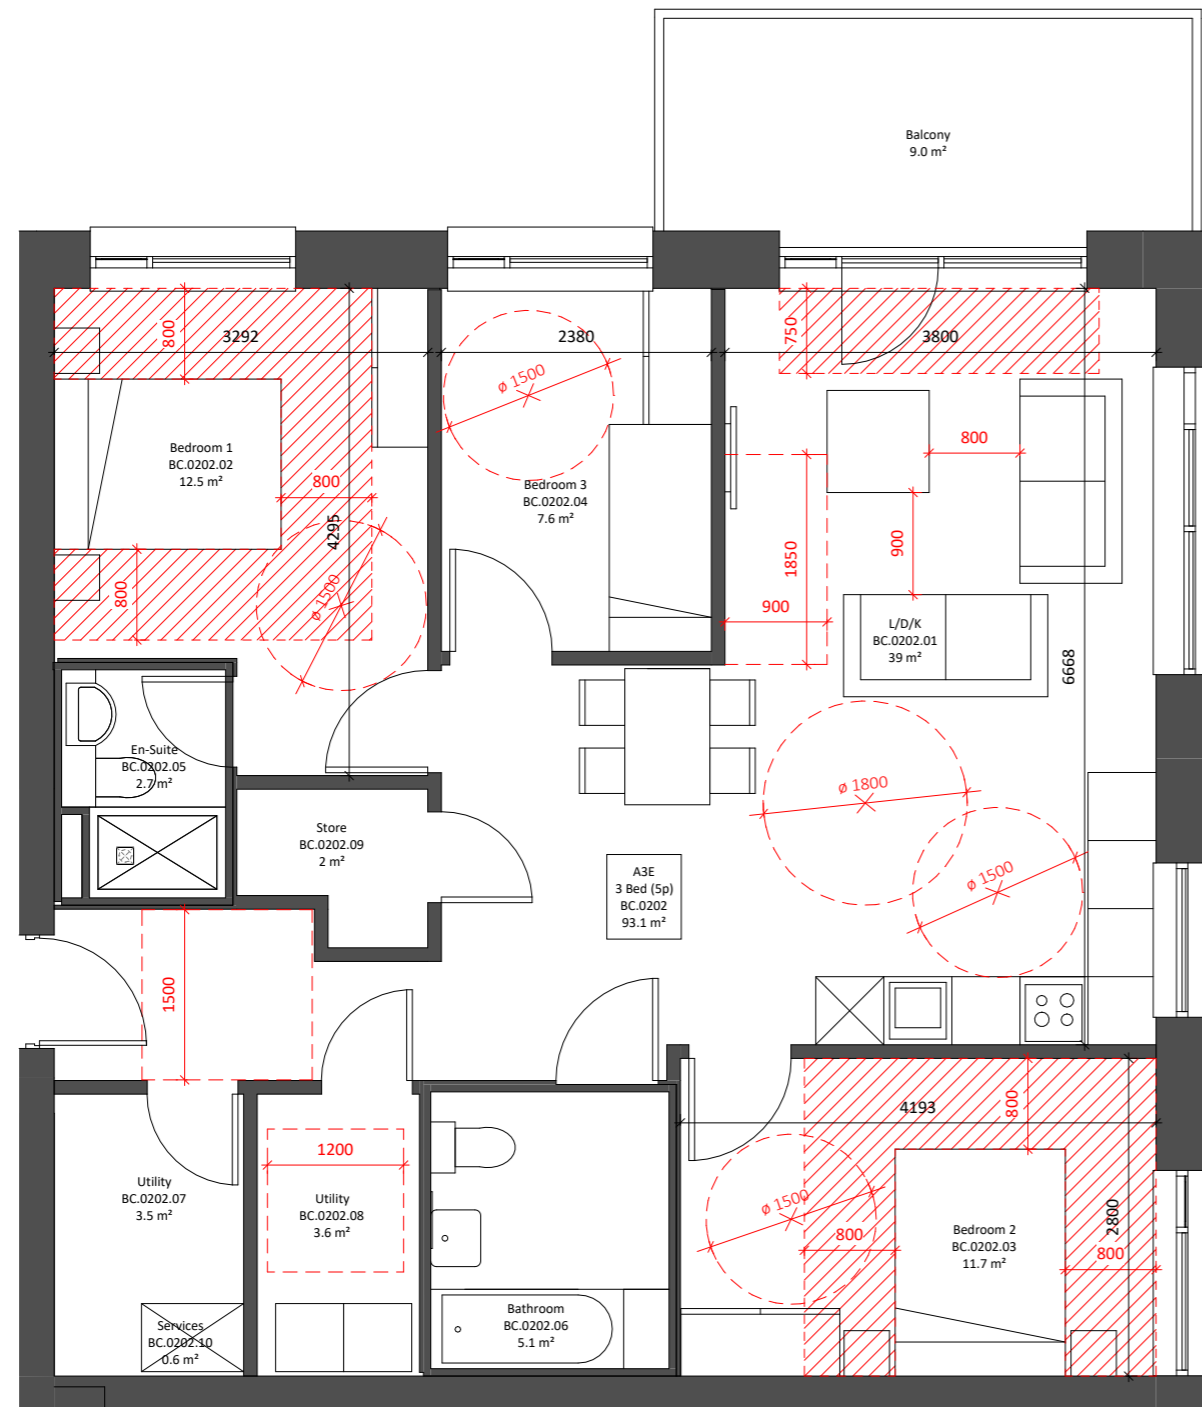 Balcony
9.0 m²
800
3292
2380
750
3800
ø 1500
800
Bedroom 1
BC.0202.02
12.5 m²
800
4295
Bedroom 3
BC.0202.04
7.6 m²
900
1850
900
800
ø 1500
L/D/K
BC.0202.01
39 m²
6668
En-Suite
BC.0202.05
2.7 m²
ø 1800
Store
BC.0202.09
2 m²
A3E
3 Bed (5p)
BC.0202
93.1 m²
ø 1500
1500
4193
800
1200
Utility
BC.0202.07
3.5 m²
Utility
BC.0202.08
3.6 m²
ø 1500
800
Bedroom 2
BC.0202.03
11.7 m²
2800
800
Services
BC.0202.10
0.6 m²
Bathroom
BC.0202.06
5.1 m²